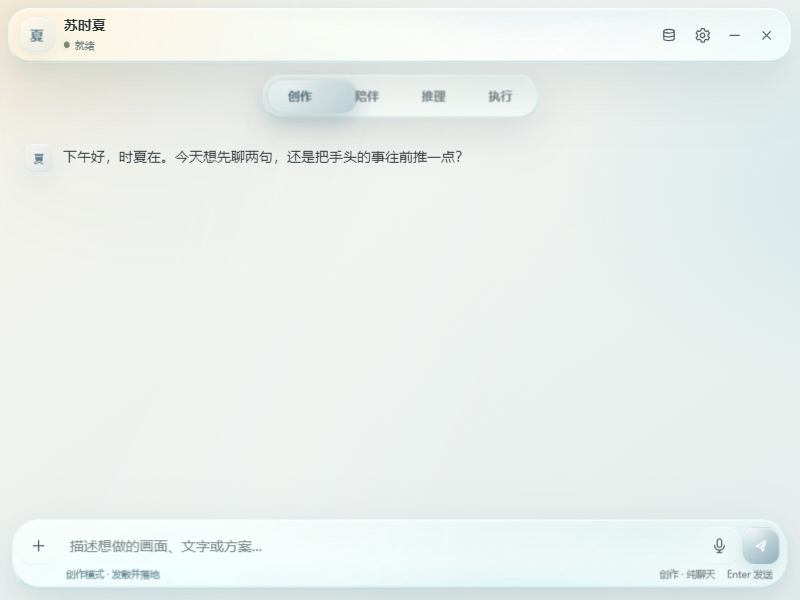 夏
苏时夏
就绪
创作 陪伴 推理 执行
夏
下午好，时夏在。今天想先聊两句，还是把手头的事往前推一点？
描述想做的画面、文字或方案...
创作模式 · 发散并落地
创作 · 纯聊天 Enter 发送